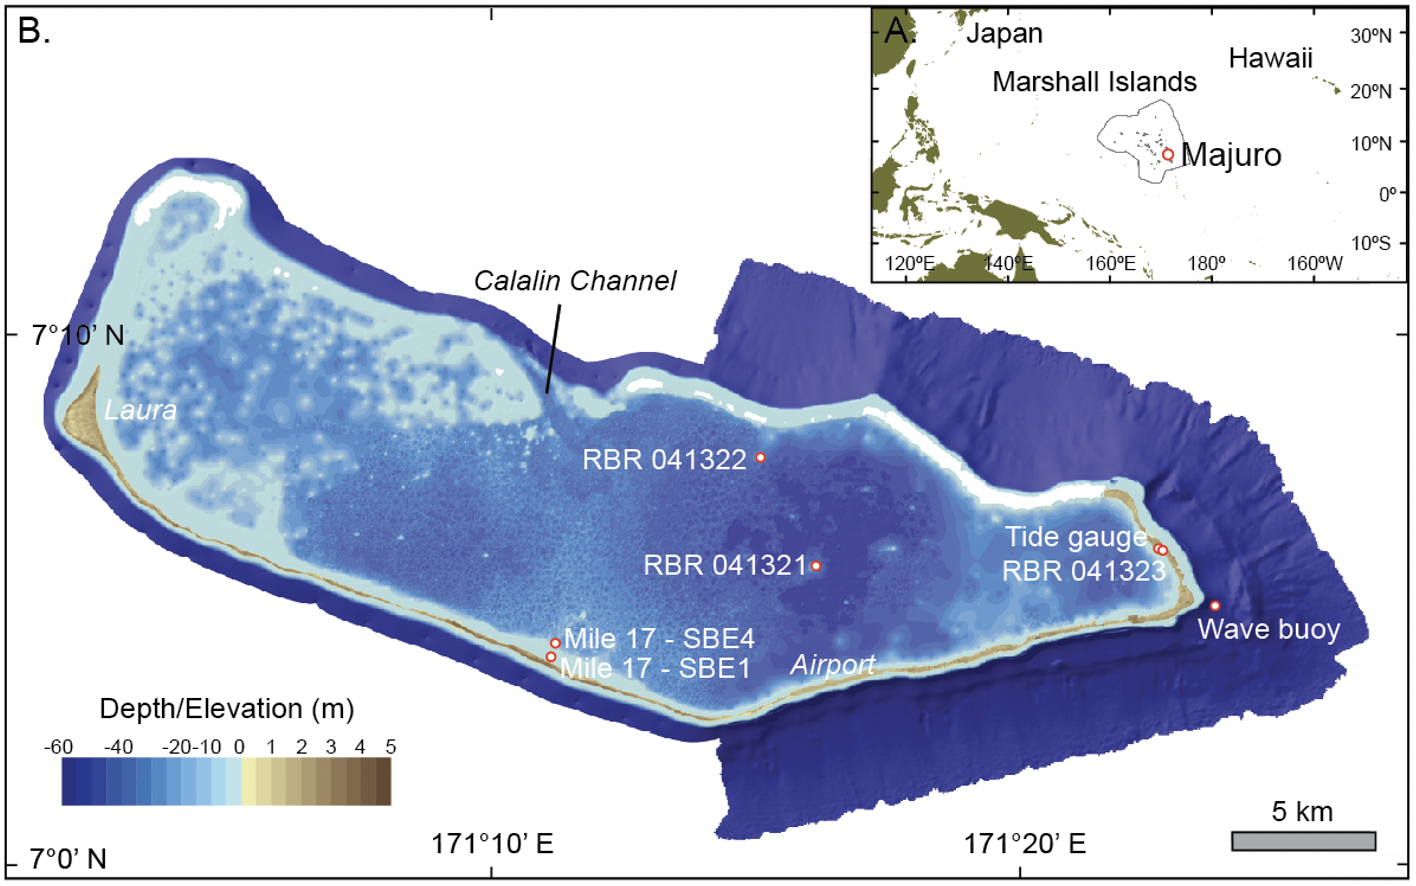 B.
A.
Japan
30ºN
Hawaii
Marshall Islands
20ºN
10ºN
Majuro
0º
10ºS
120ºE
140ºE
160ºE
180º
160ºW
Calalin Channel
7°10’ N
Laura
RBR 041322
Tide gauge
RBR 041321
RBR 041323
Mile 17 - SBE4
Wave buoy
Mile 17 - SBE1
Airport
Depth/Elevation (m)
-60 -40 -20 -10 0 1 2 3 4 5
5 km
171°10’ E
171°20’ E
7°0’ N